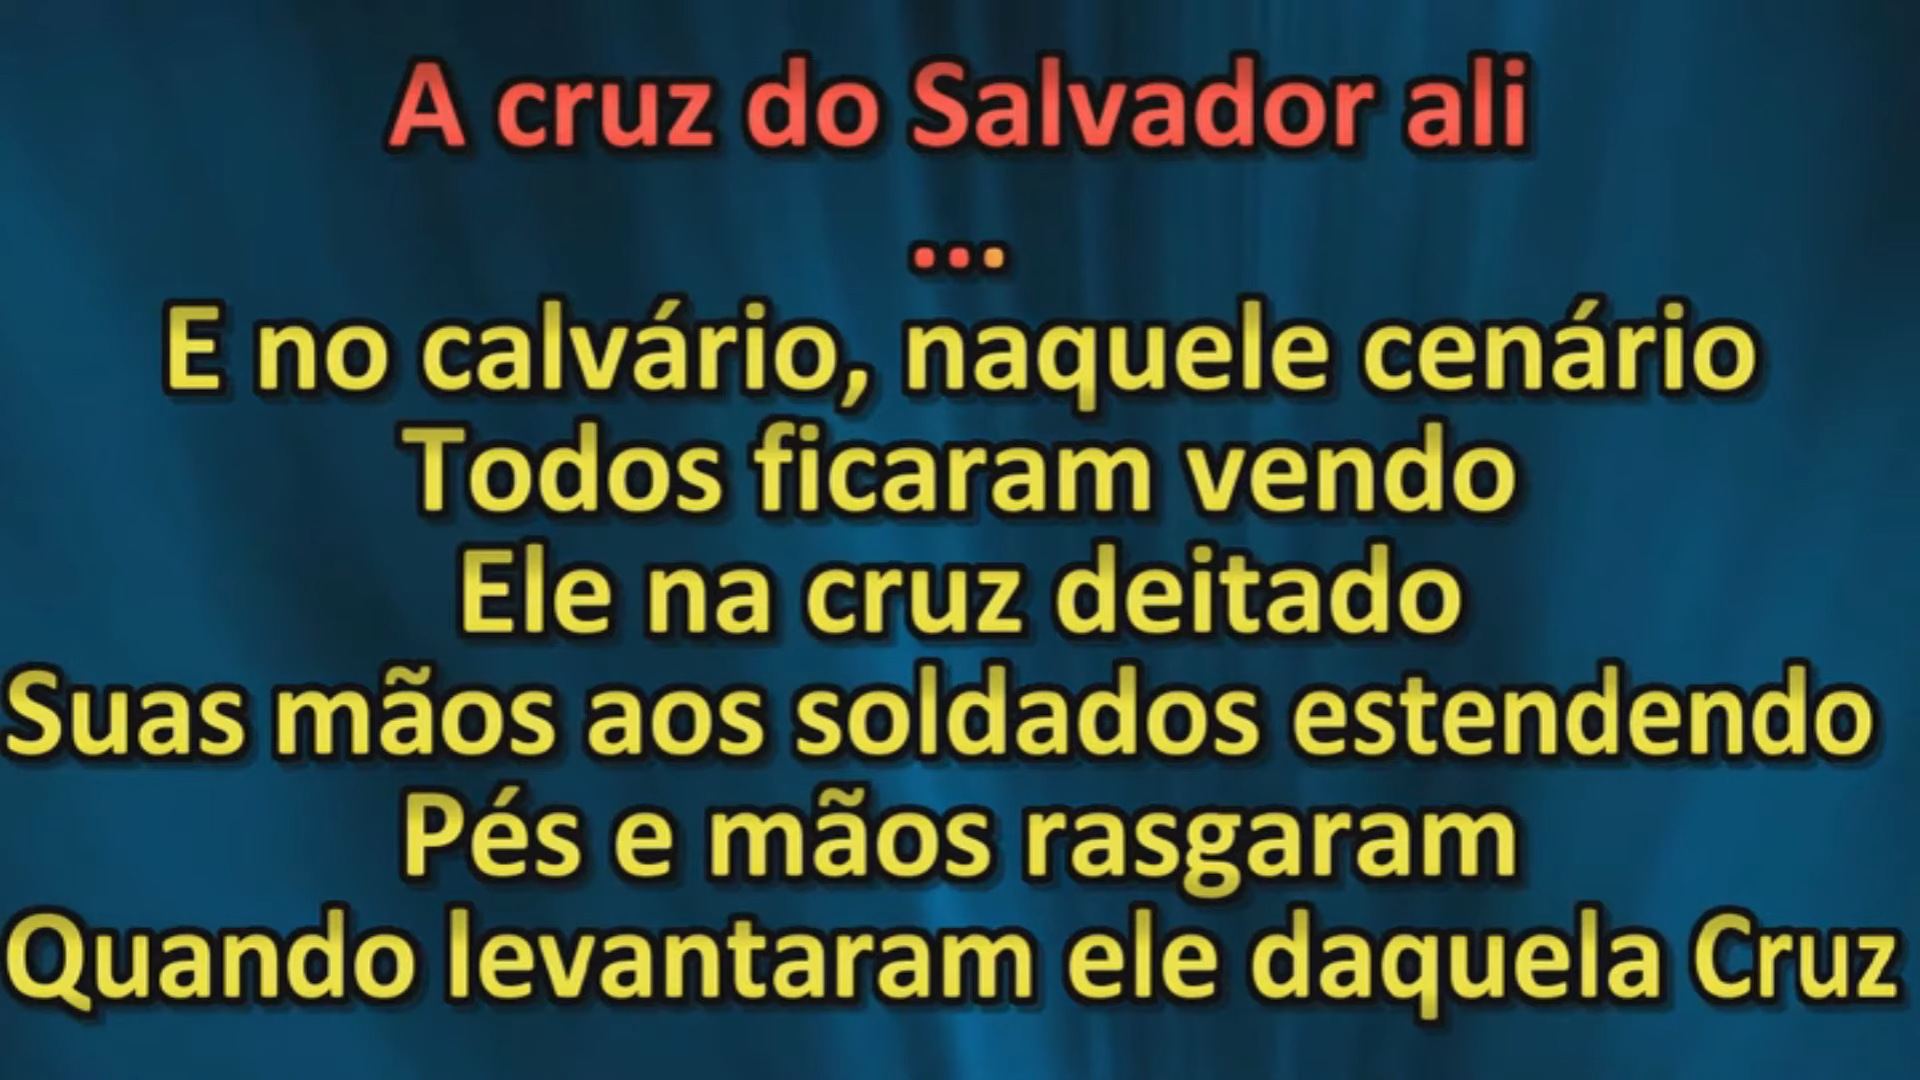 A cruz do Salvador ali
...
E no calvário, naquele cenário
Todos ficaram vendo
Ele na cruz deitado
Suas mãos aos soldados estendendo
Pés e mãos rasgaram
Quando levantaram ele daquela Cruz